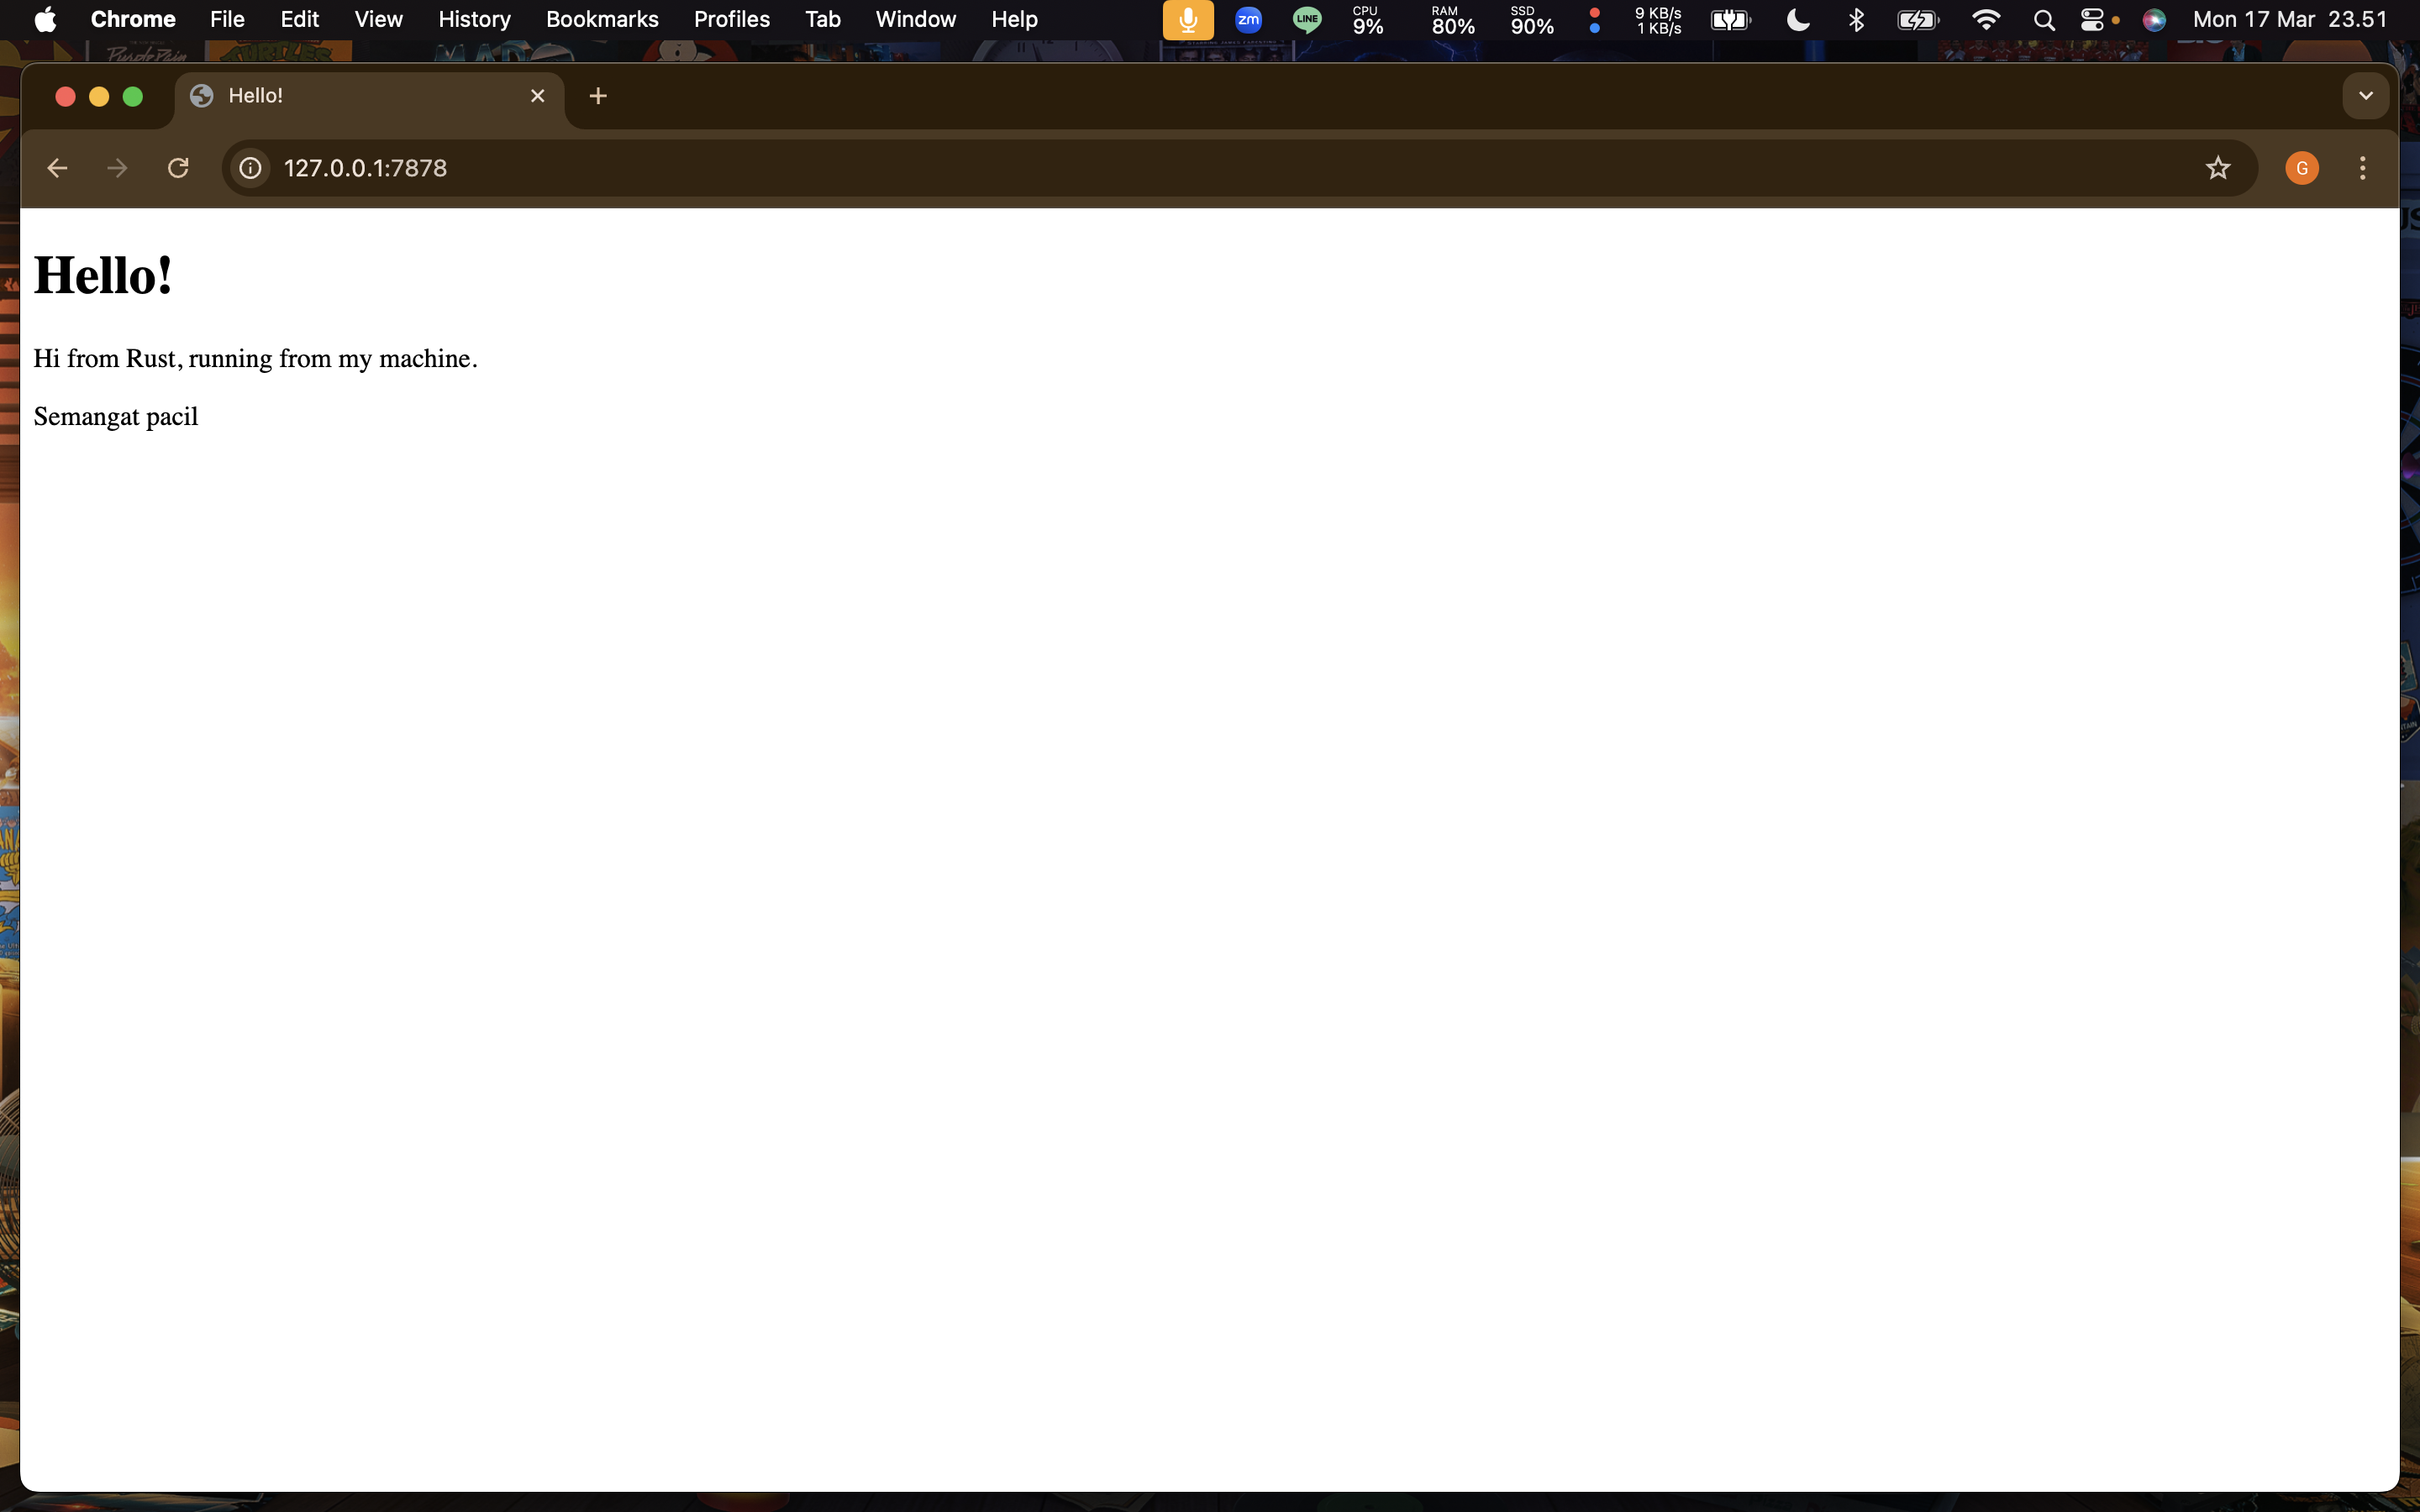 Chrome File Edit View History Bookmarks Profiles Tab Window Help zm LINE CPU 9% RAM 80% SSD 90% 9 KB/s 1 KB/s Mon 17 Mar 23.51
Hello!
127.0.0.1:7878 G
Hello!
Hi from Rust, running from my machine.
Semangat pacil